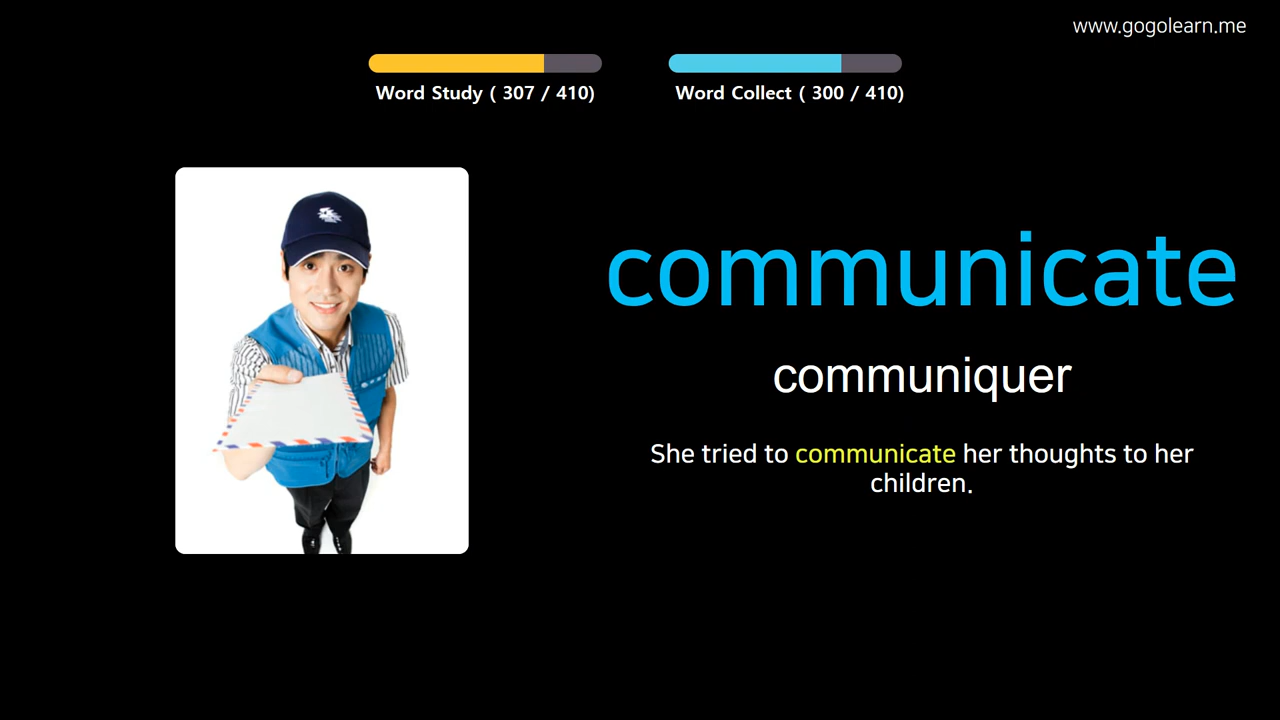 www.gogolearn.me
Word Study ( 307 / 410)
Word Collect ( 300 / 410)
communicate
communiquer
She tried to communicate her thoughts to her
children.